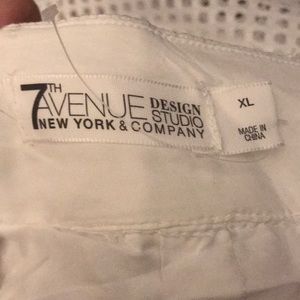 7TH AVENUE DESIGN STUDIO
NEW YORK & COMPANY
XL
MADE IN
CHINA